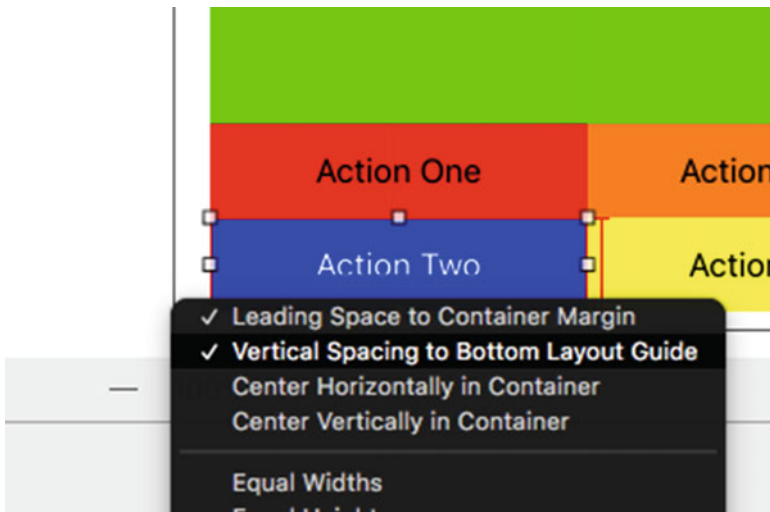 Action One
Action
Action Two
Action
✓ Leading Space to Container Margin
✓ Vertical Spacing to Bottom Layout Guide
Center Horizontally in Container
Center Vertically in Container
Equal Widths